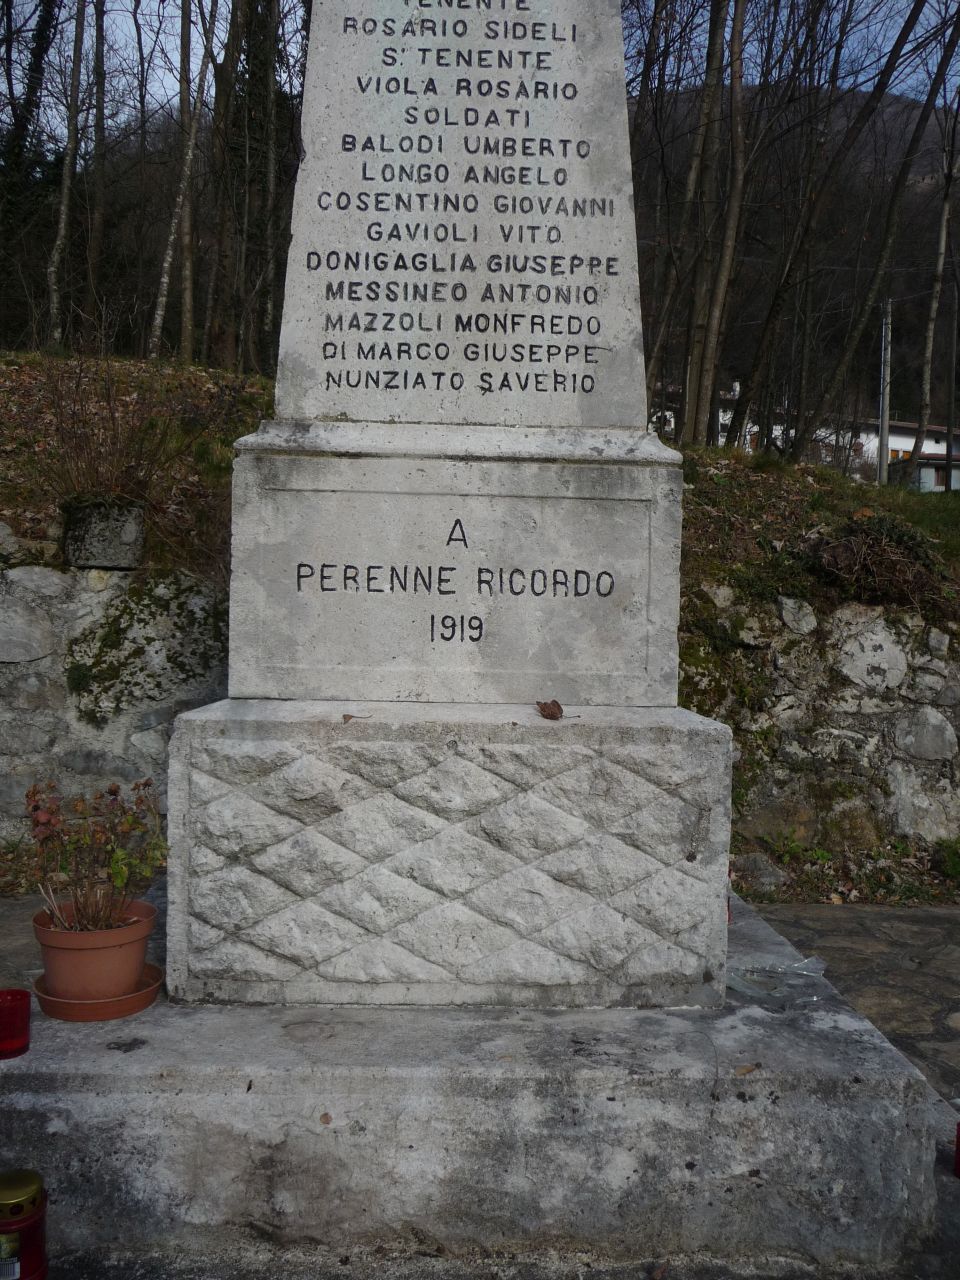 TENENTE
ROSARIO SIDELI
S.TENENTE
VIOLA ROSARIO
SOLDATI
BALODI UMBERTO
LONGO ANGELO
COSENTINO GIOVANNI
GAVIOLI VITO
DONIGAGLIA GIUSEPPE
MESSINEO ANTONIO
MAZZOLI MONFREDO
DI MARCO GIUSEPPE
NUNZIATO SAVERIO
A
PERENNE RICORDO
1919